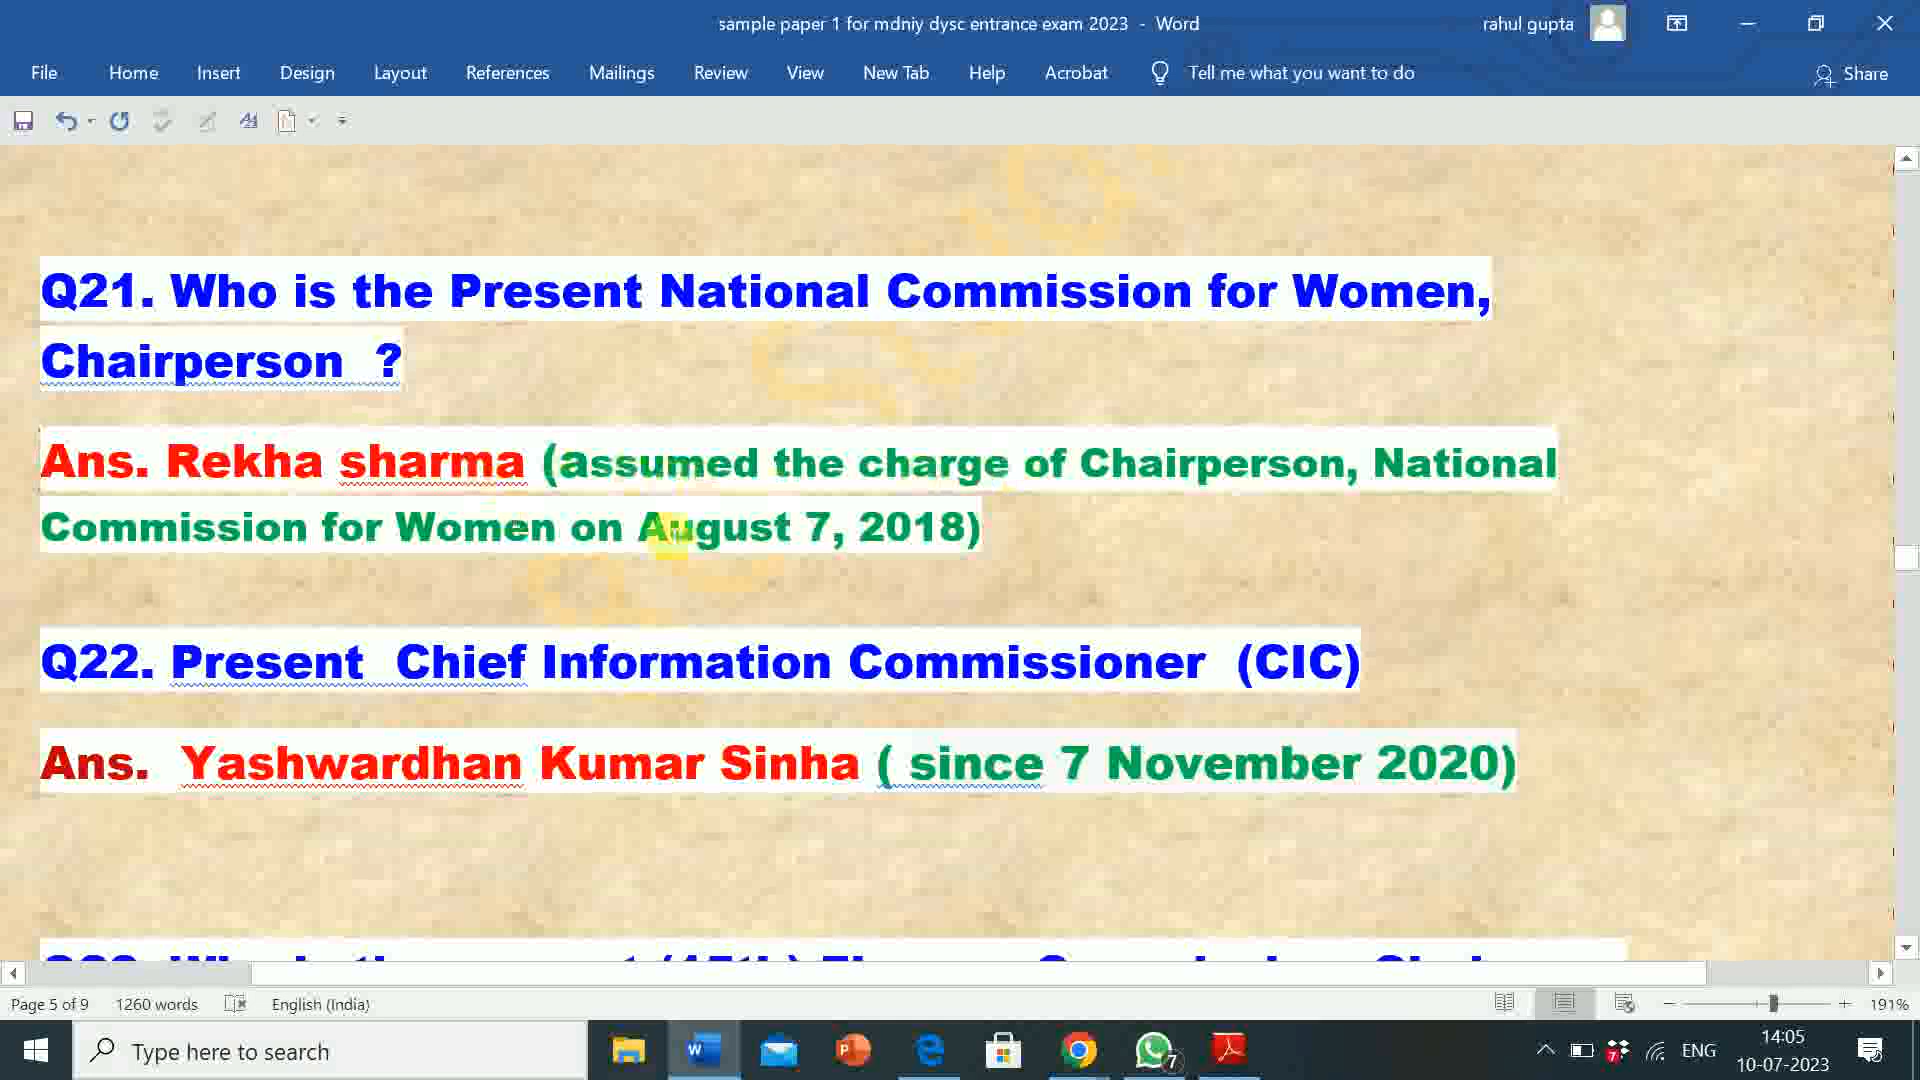 sample paper 1 for mdniy dysc entrance exam 2023 - Word
rahul gupta
File Home Insert Design Layout References Mailings Review View New Tab Help Acrobat Tell me what you want to do Share
Q21. Who is the Present National Commission for Women,
Chairperson ?
Ans. Rekha sharma (assumed the charge of Chairperson, National
Commission for Women on August 7, 2018)
Q22. Present Chief Information Commissioner (CIC)
Ans. Yashwardhan Kumar Sinha ( since 7 November 2020)
Page 5 of 9 1260 words English (India) 191%
Type here to search
7
7
ENG
14:05
10-07-2023